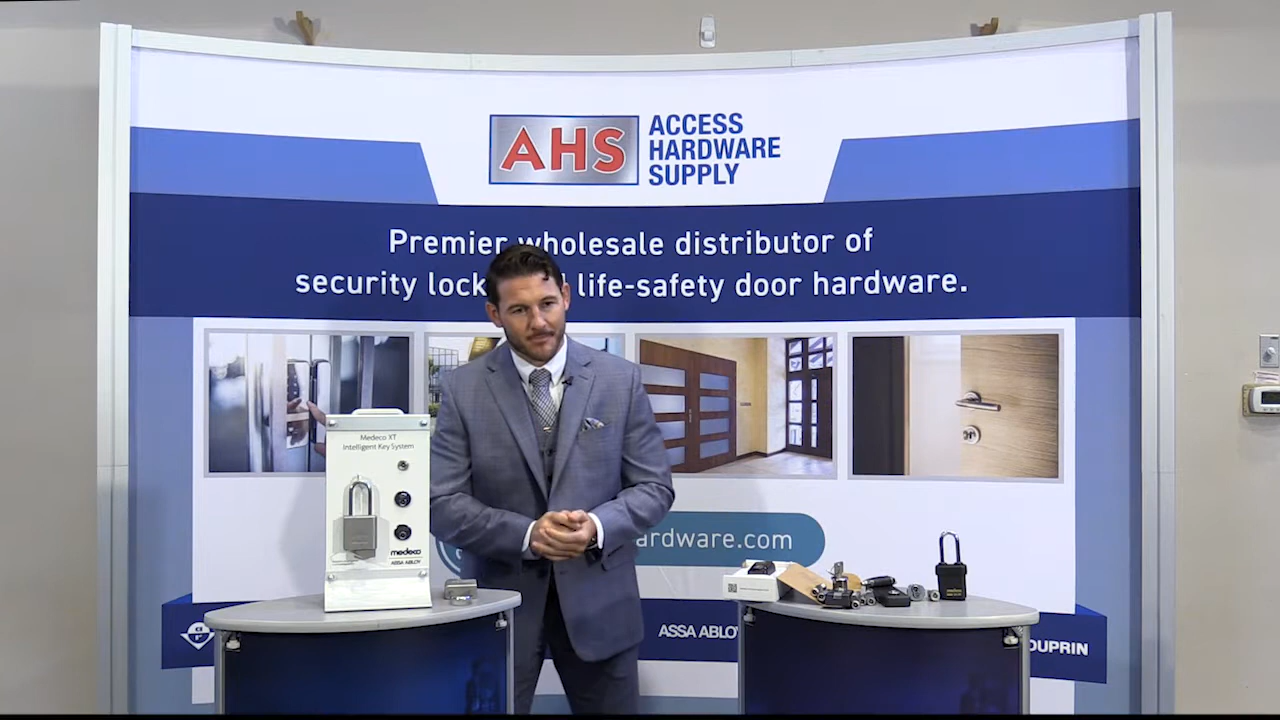 AHS
ACCESS
HARDWARE
SUPPLY
Premier wholesale distributor of
security lock life-safety door hardware.
Medeco XT
Intelligent Key System
medeco
ASSA ABLOY
ardware.com
ASSA ABLOY
DUPRIN